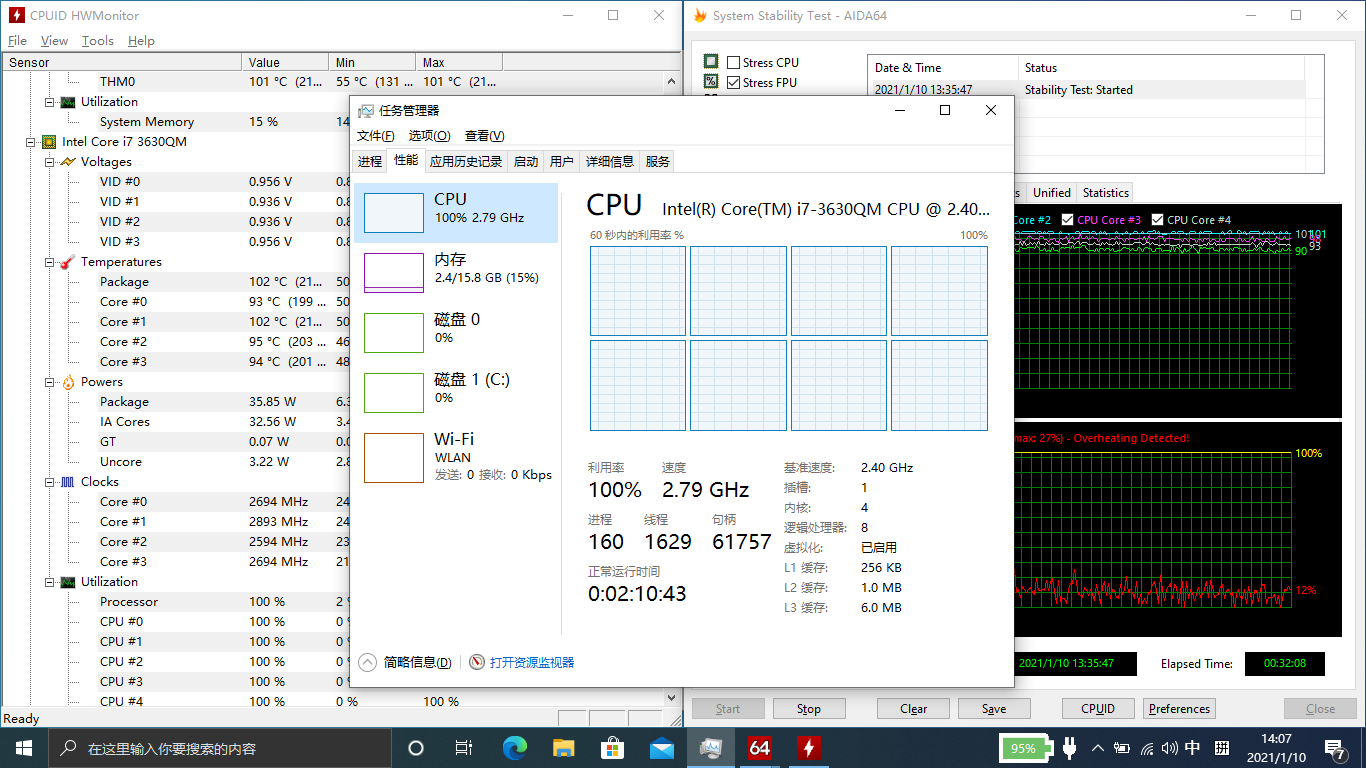 CPUID HWMonitor
File View Tools Help
Sensor Value Min Max
THM0 101 °C (21... 55 °C (131 ... 101 °C (21...
Utilization
System Memory 15 % 14
Intel Core i7 3630QM
Voltages
VID #0 0.956 V 0.8
VID #1 0.936 V 0.8
VID #2 0.936 V 0.8
VID #3 0.956 V 0.8
Temperatures
Package 102 °C (21... 50
Core #0 93 °C (199 ... 50
Core #1 102 °C (21... 50
Core #2 95 °C (203 ... 46
Core #3 94 °C (201 ... 48
Powers
Package 35.85 W 6.3
IA Cores 32.56 W 3.4
GT 0.07 W 0.0
Uncore 3.22 W 2.8
Clocks
Core #0 2694 MHz 24
Core #1 2893 MHz 24
Core #2 2594 MHz 23
Core #3 2694 MHz 21
Utilization
Processor 100 % 2 %
CPU #0 100 % 0 %
CPU #1 100 % 0 %
CPU #2 100 % 0 %
CPU #3 100 % 0 %
CPU #4 100 % 0 % 100 %
Ready
任务管理器
文件(F) 选项(O) 查看(V)
进程 性能 应用历史记录 启动 用户 详细信息 服务
CPU
100% 2.79 GHz
内存
2.4/15.8 GB (15%)
磁盘 0
0%
磁盘 1 (C:)
0%
Wi-Fi
WLAN
发送: 0 接收: 0 Kbps
CPU Intel(R) Core(TM) i7-3630QM CPU @ 2.40...
60 秒内的利用率 % 100%
利用率 速度
100% 2.79 GHz
进程 线程 句柄
160 1629 61757
正常运行时间
0:02:10:43
基准速度: 2.40 GHz
插槽: 1
内核: 4
逻辑处理器: 8
虚拟化: 已启用
L1 缓存: 256 KB
L2 缓存: 1.0 MB
L3 缓存: 6.0 MB
简略信息(D) 打开资源监视器
System Stability Test - AIDA64
Stress CPU
Stress FPU
Date & Time Status
2021/1/10 13:35:47 Stability Test: Started
Unified Statistics
Core #2 CPU Core #3 CPU Core #4
101 101
93
90
max: 27%) - Overheating Detected!
100%
12%
2021/1/10 13:35:47 Elapsed Time: 00:32:08
Start Stop Clear Save CPUID Preferences Close
在这里输入你要搜索的内容
64
95%
中 拼
14:07
2021/1/10
7